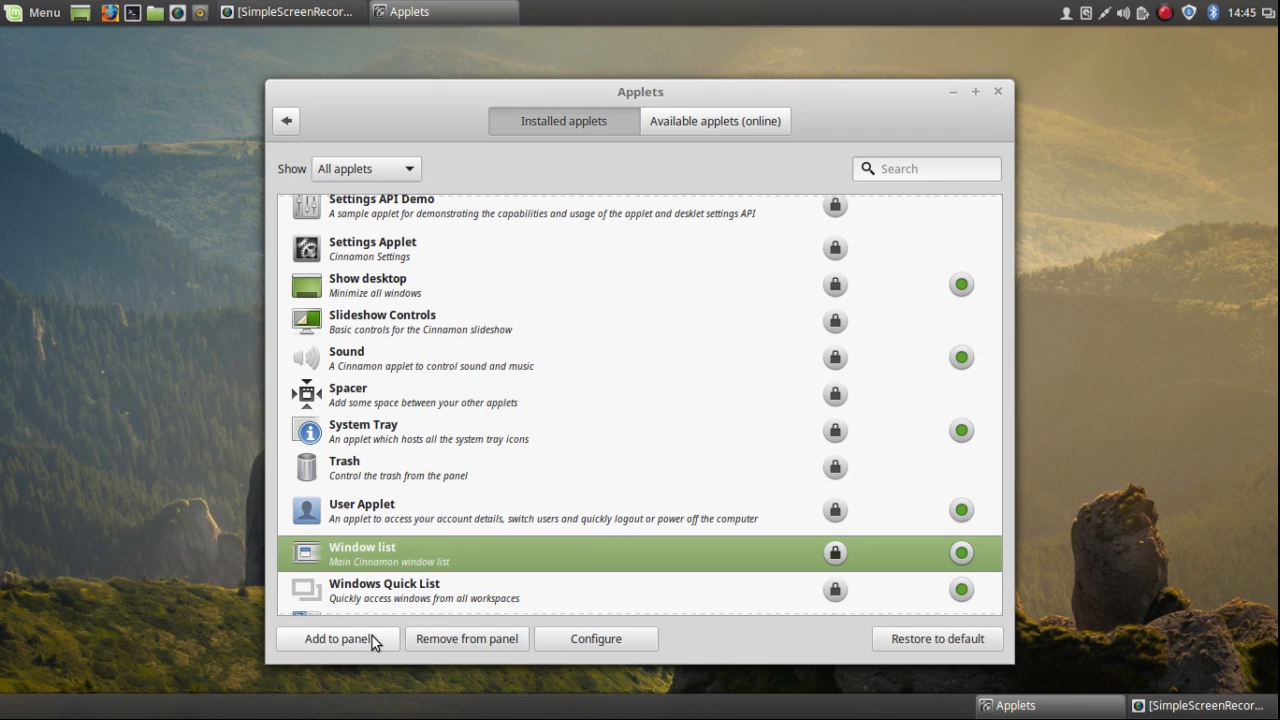 Menu
[SimpleScreenRecor...
Applets
14:45
Applets
Installed applets
Available applets (online)
Show
All applets
Search
Settings API Demo
A sample applet for demonstrating the capabilities and usage of the applet and desklet settings API
Settings Applet
Cinnamon Settings
Show desktop
Minimize all windows
Slideshow Controls
Basic controls for the Cinnamon slideshow
Sound
A Cinnamon applet to control sound and music
Spacer
Add some space between your other applets
System Tray
An applet which hosts all the system tray icons
Trash
Control the trash from the panel
User Applet
An applet to access your account details, switch users and quickly logout or power off the computer
Window list
Main Cinnamon window list
Windows Quick List
Quickly access windows from all workspaces
Add to panel
Remove from panel
Configure
Restore to default
Applets
[SimpleScreenRecor...